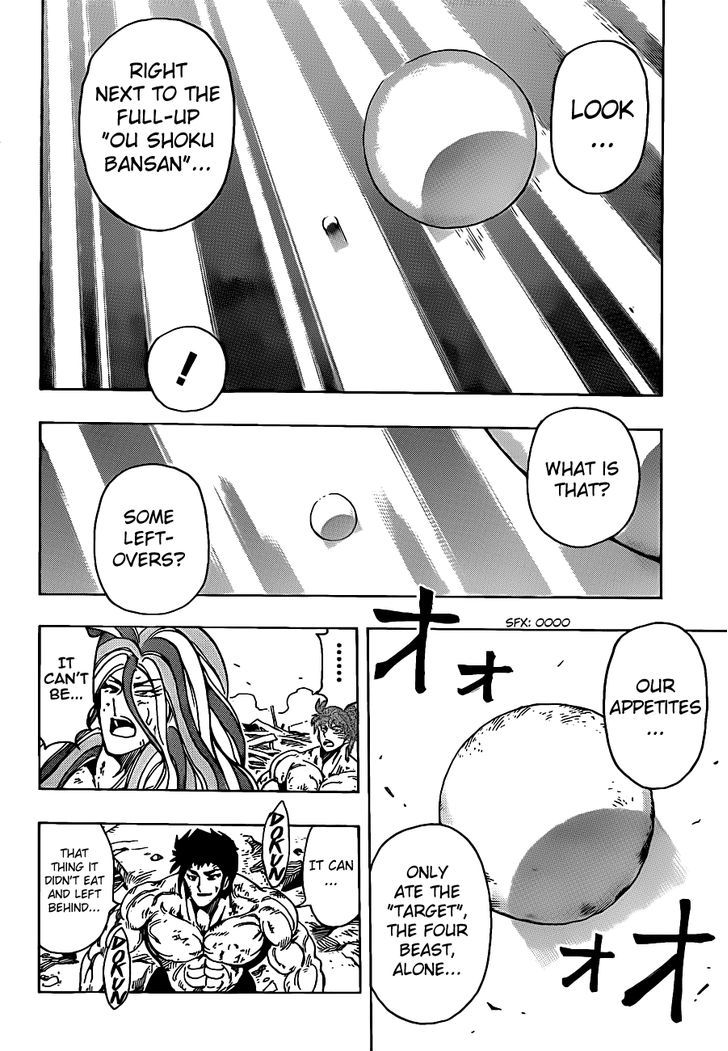 LOOK
...
RIGHT
NEXT TO THE
FULL-UP
"OU SHOKU
BANSAN"...
!
WHAT IS
THAT?
SOME
LEFT-
OVERS?
SFX: OOOO
オオ
OUR
APPETITES
...
ONLY
ATE THE
"TARGET",
THE FOUR
BEAST,
ALONE...
オオ
......
IT
CAN'T
BE...
IT CAN
...
DOKUN
THAT
THING IT
DIDN'T EAT
AND LEFT
BEHIND...
DOKUN